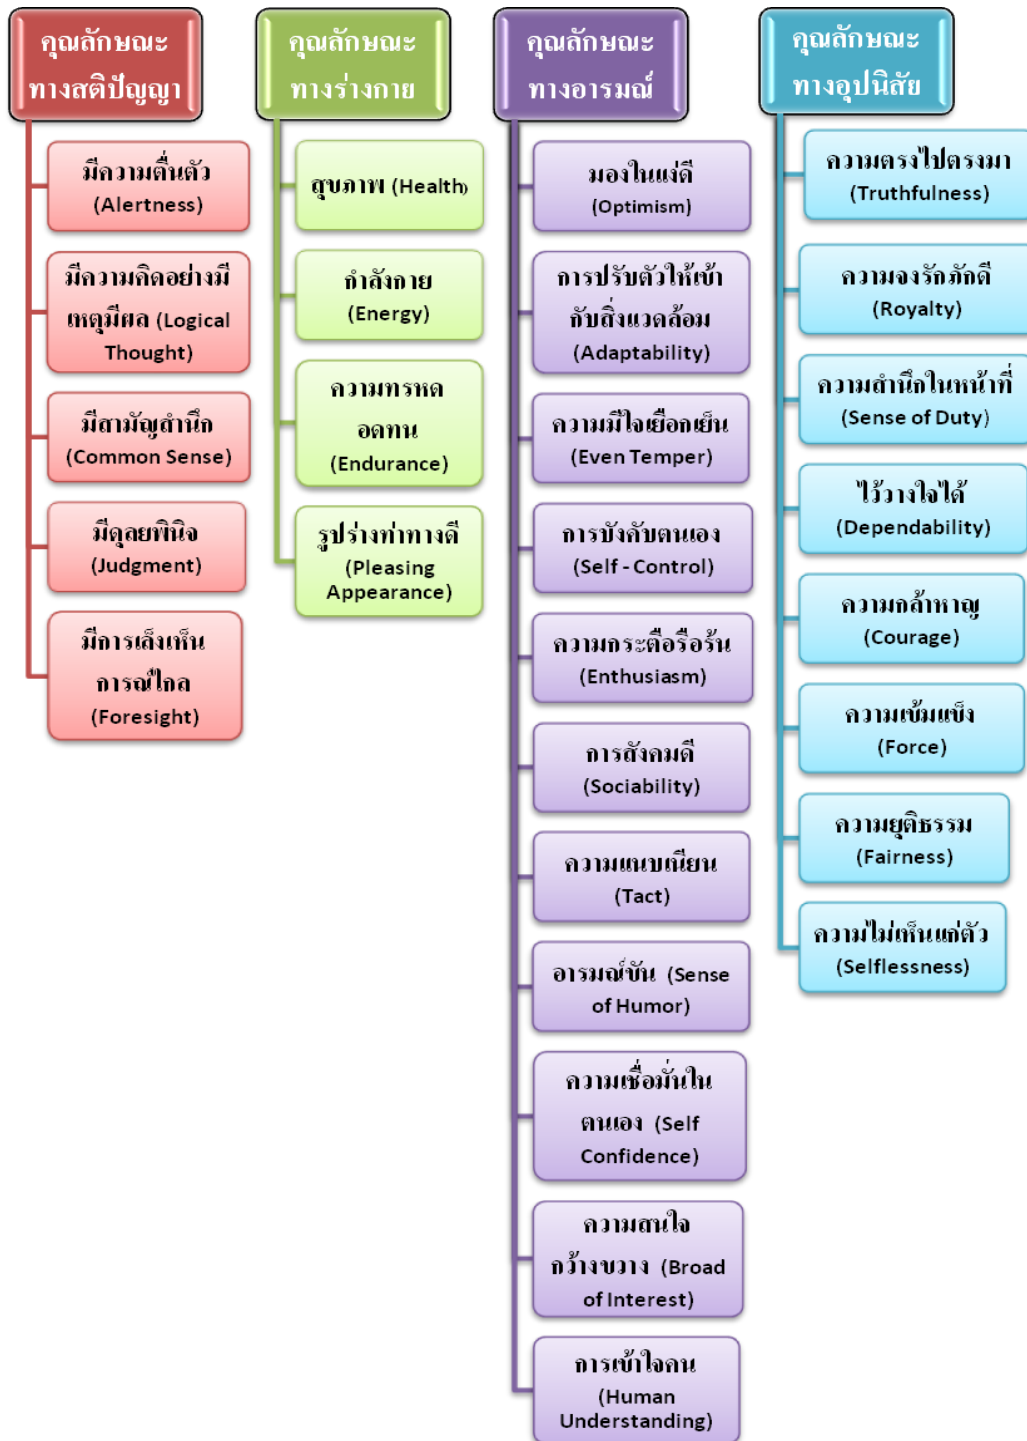 คุณลักษณะ
ทางสติปัญญา
มีความตื่นตัว
(Alertness)
มีความคิดอย่างมี
เหตุมีผล (Logical
Thought)
มีสามัญสำนึก
(Common Sense)
มีดุลยพินิจ
(Judgment)
มีการเล็งเห็น
การณ์ไกล
(Foresight)
คุณลักษณะ
ทางร่างกาย
สุขภาพ (Health)
กำลังกาย
(Energy)
ความทรหด
อดทน
(Endurance)
รูปร่างท่าทางดี
(Pleasing
Appearance)
คุณลักษณะ
ทางอารมณ์
มองในแง่ดี
(Optimism)
การปรับตัวให้เข้า
กับสิ่งแวดล้อม
(Adaptability)
ความมีใจเยือกเย็น
(Even Temper)
การบังคับตนเอง
(Self - Control)
ความกระตือรือร้น
(Enthusiasm)
การสังคมดี
(Sociability)
ความแนบเนียน
(Tact)
อารมณ์ขัน (Sense
of Humor)
ความเชื่อมั่นใน
ตนเอง (Self
Confidence)
ความสนใจ
กว้างขวาง (Broad
of Interest)
การเข้าใจคน
(Human
Understanding)
คุณลักษณะ
ทางอุปนิสัย
ความตรงไปตรงมา
(Truthfulness)
ความจงรักภักดี
(Royalty)
ความสำนึกในหน้าที่
(Sense of Duty)
ไว้วางใจได้
(Dependability)
ความกล้าหาญ
(Courage)
ความเข้มแข็ง
(Force)
ความยุติธรรม
(Fairness)
ความไม่เห็นแก่ตัว
(Selflessness)